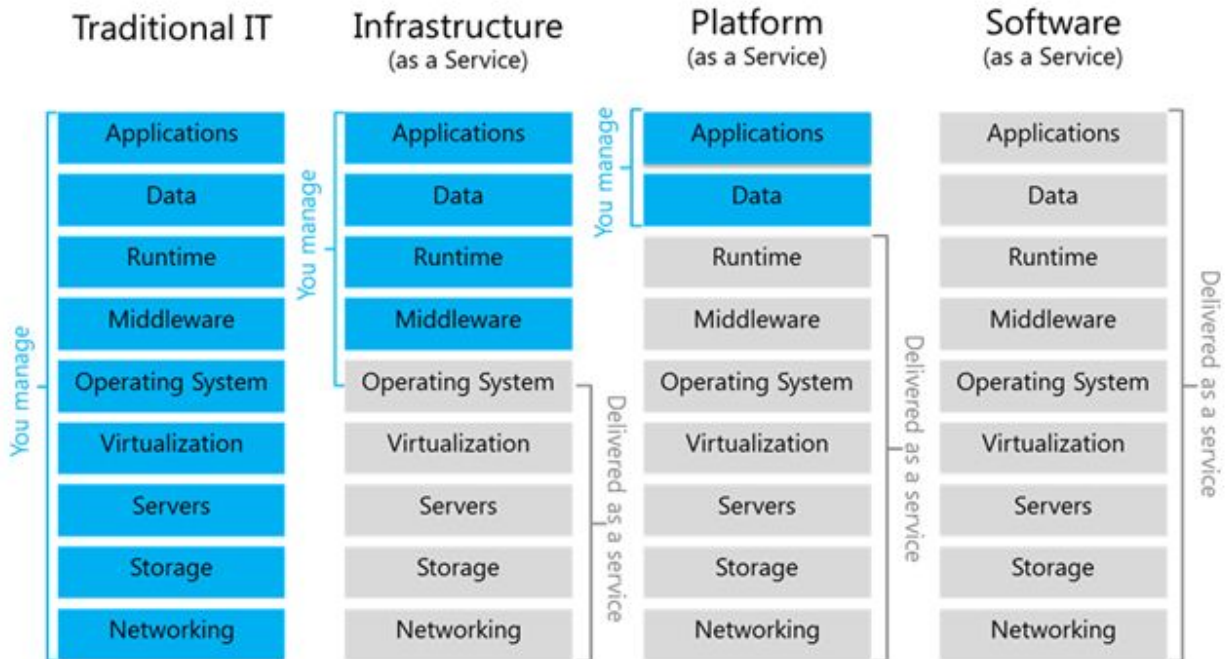 Traditional IT
Infrastructure
(as a Service)
Platform
(as a Service)
Software
(as a Service)
You manage
Applications
Data
Runtime
Middleware
Operating System
Virtualization
Servers
Storage
Networking
You manage
Applications
Data
Runtime
Middleware
Operating System
Virtualization
Servers
Storage
Networking
Delivered as a service
You manage
Applications
Data
Runtime
Middleware
Operating System
Virtualization
Servers
Storage
Networking
Delivered as a service
Applications
Data
Runtime
Middleware
Operating System
Virtualization
Servers
Storage
Networking
Delivered as a service